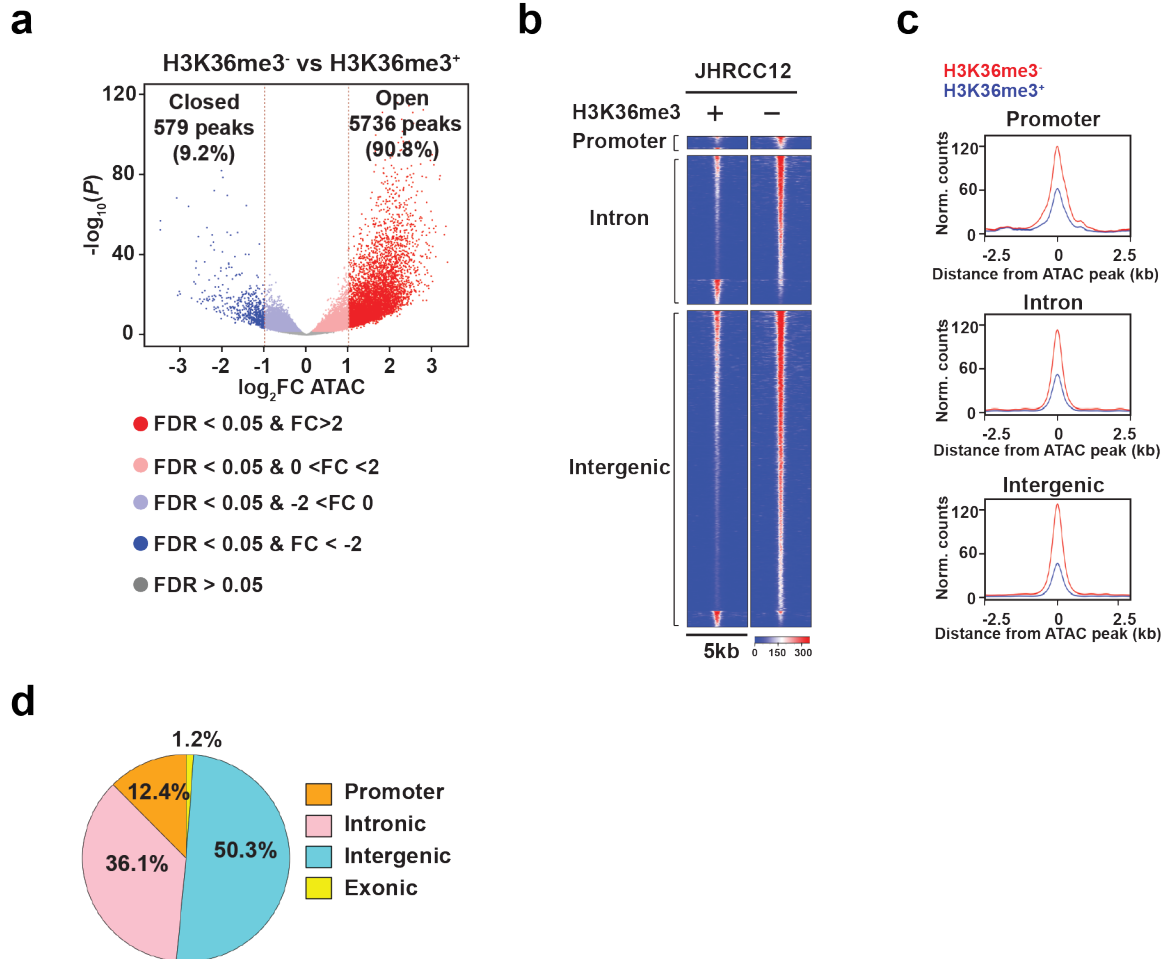 a
H3K36me3- vs H3K36me3+
Closed
579 peaks
(9.2%)
Open
5736 peaks
(90.8%)
-log10(P)
120
80
40
0
-3 -2 -1 0 1 2 3
log2FC ATAC
FDR < 0.05 & FC>2
FDR < 0.05 & 0 <FC <2
FDR < 0.05 & -2 <FC 0
FDR < 0.05 & FC < -2
FDR > 0.05
b
JHRCC12
H3K36me3 + −
Promoter
Intron
Intergenic
5kb
0 150 300
c
H3K36me3-
H3K36me3+
Promoter
Norm. counts
120
60
0
-2.5 0 2.5
Distance from ATAC peak (kb)
Intron
Norm. counts
120
60
0
-2.5 0 2.5
Distance from ATAC peak (kb)
Intergenic
Norm. counts
120
60
0
-2.5 0 2.5
Distance from ATAC peak (kb)
d
1.2%
12.4%
36.1%
50.3%
Promoter
Intronic
Intergenic
Exonic